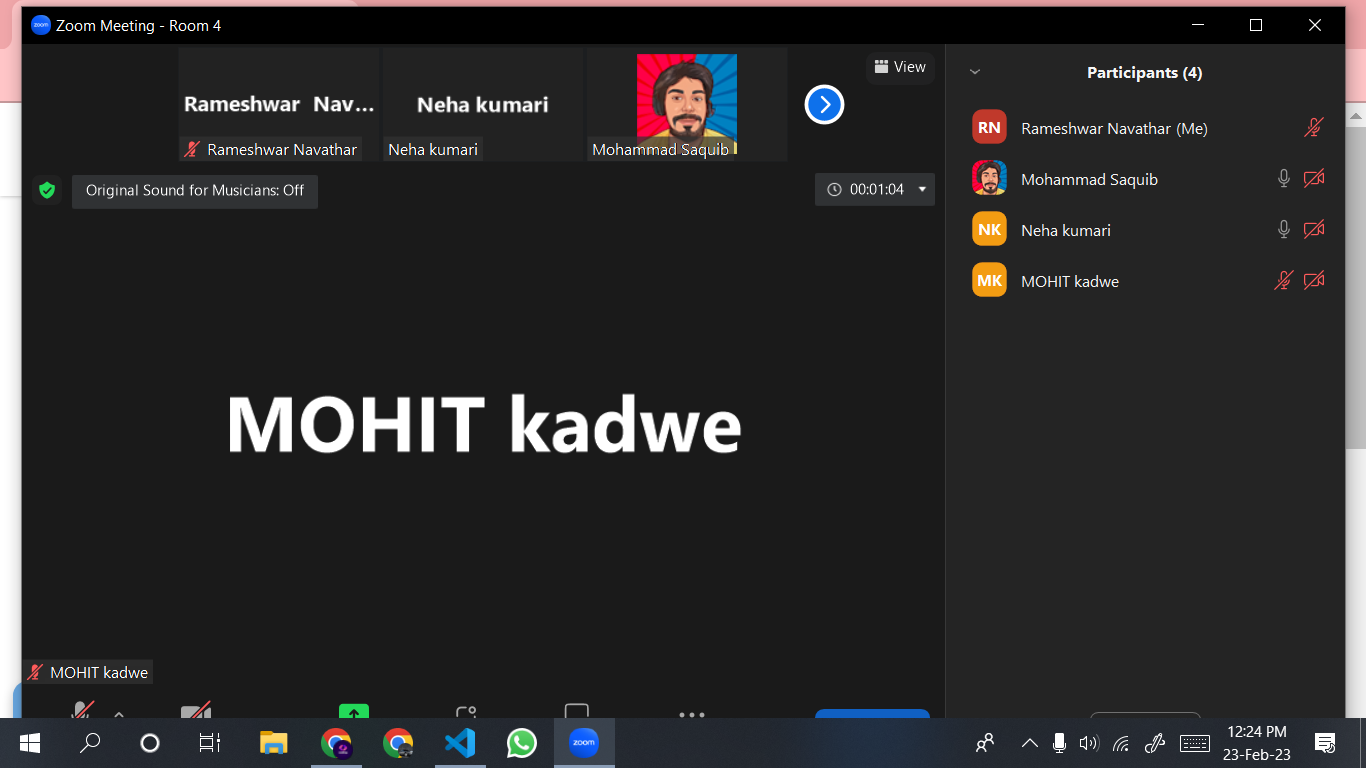 Zoom Meeting - Room 4
Rameshwar Nav...
Neha kumari
Rameshwar Navathar
Neha kumari
Mohammad Saquib
View
Original Sound for Musicians: Off
00:01:04
MOHIT kadwe
MOHIT kadwe
Participants (4)
RN Rameshwar Navathar (Me)
Mohammad Saquib
NK Neha kumari
MK MOHIT kadwe
zoom
12:24 PM
23-Feb-23